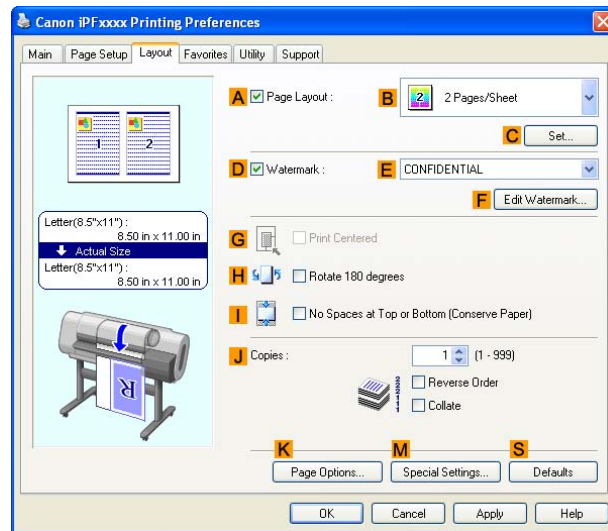 Canon iPFxxxx Printing Preferences
Main Page Setup Layout Favorites Utility Support
A Page Layout : B 2 2 Pages/Sheet
C Set...
D Watermark : E CONFIDENTIAL
F Edit Watermark...
1 2
Letter(8.5"x11") :
8.50 in x 11.00 in
Actual Size
Letter(8.5"x11") :
8.50 in x 11.00 in
G Print Centered
H Rotate 180 degrees
I No Spaces at Top or Bottom (Conserve Paper)
R
J Copies : 1 (1 - 999)
Reverse Order
Collate
K M S
Page Options... Special Settings... Defaults
OK Cancel Apply Help